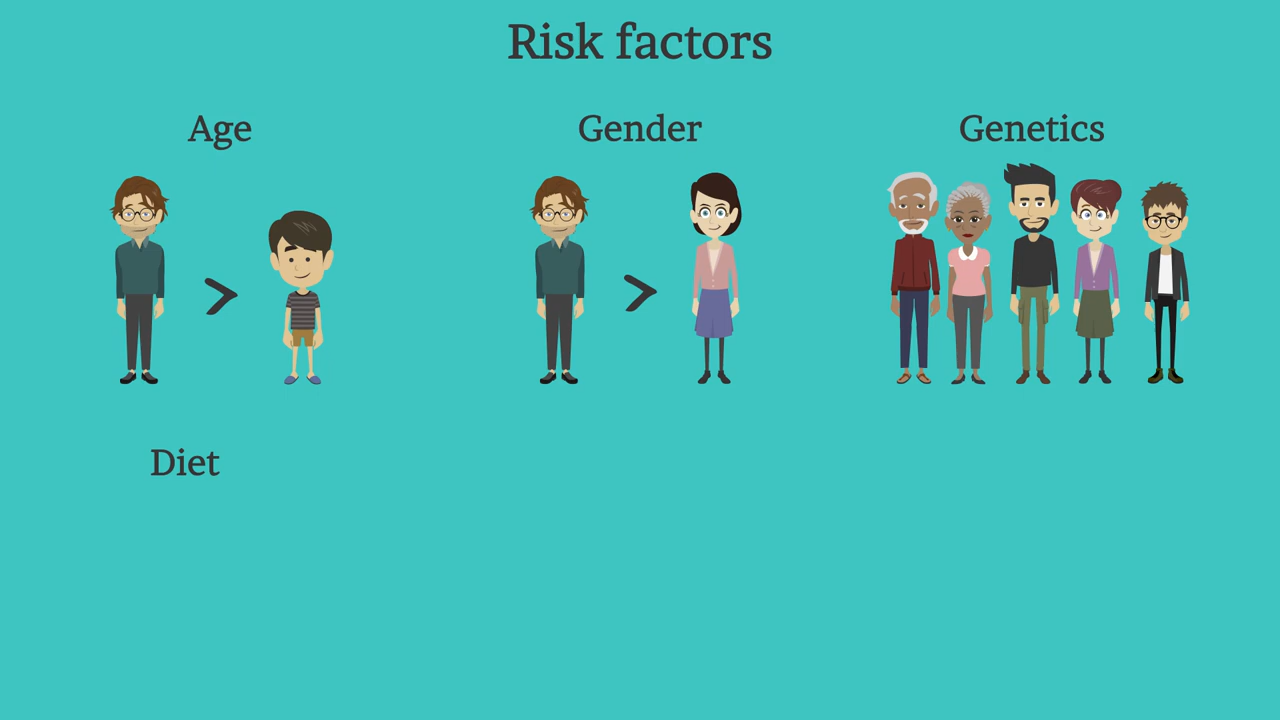 Risk factors
Age
Gender
Genetics
>
>
Diet